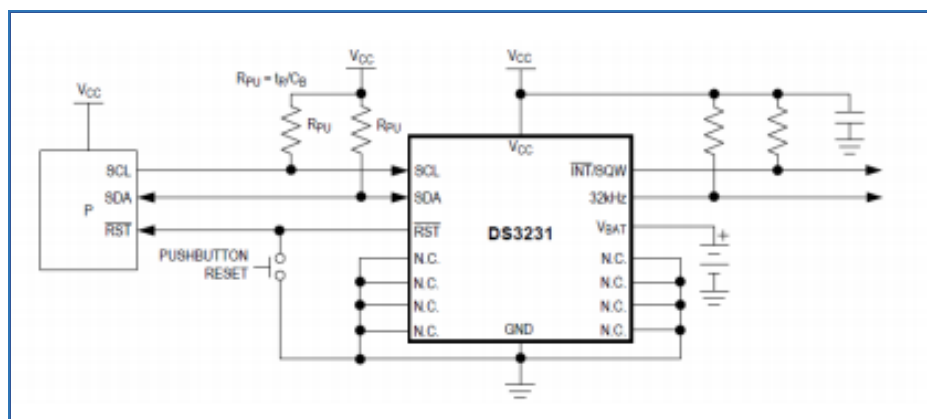 VCC
RPU = tR/CB
VCC
VCC
RPU
RPU
VCC
SCL
SCL
INT/SQW
SDA
SDA
32kHz
P
RST
RST
DS3231
VBAT
+
PUSHBUTTON
RESET
N.C.
N.C.
N.C.
N.C.
N.C.
N.C.
N.C.
N.C.
GND